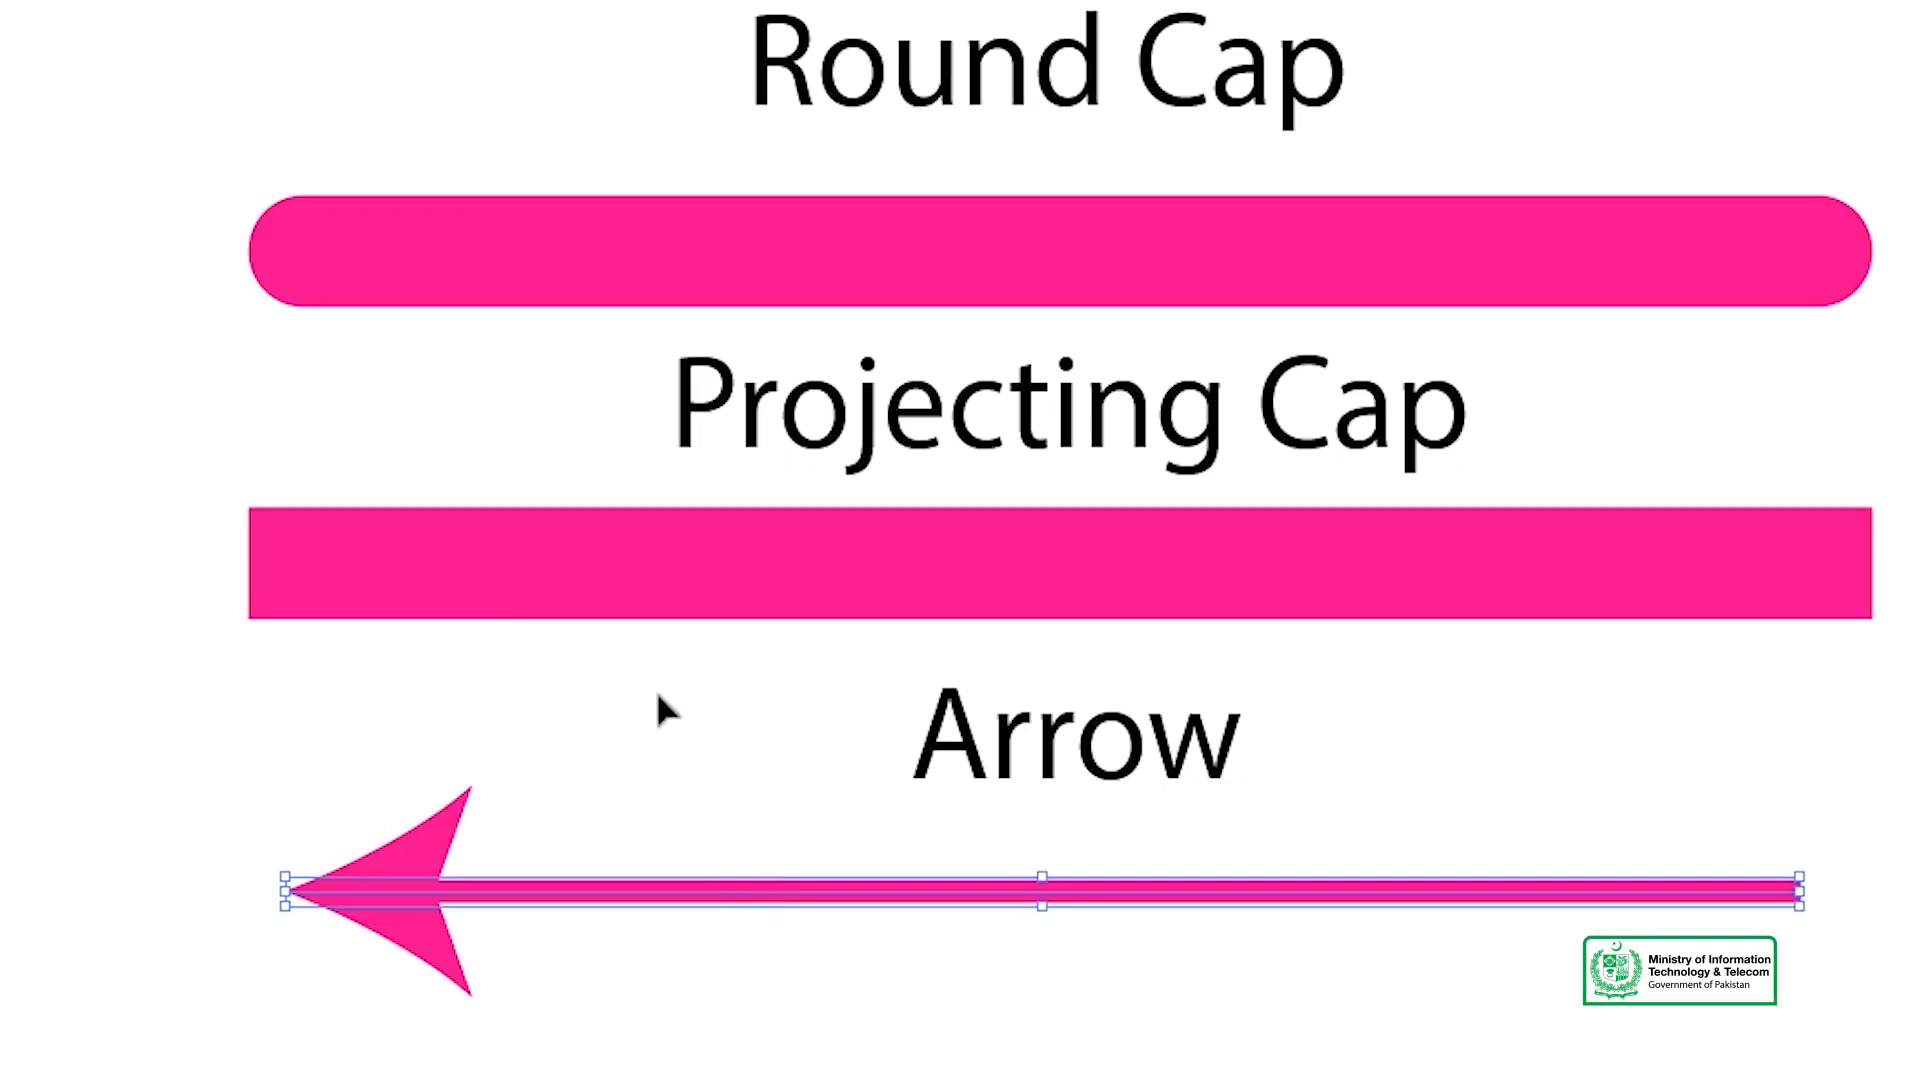 Round Cap
Projecting Cap
Arrow
Ministry of Information
Technology & Telecom
Government of Pakistan